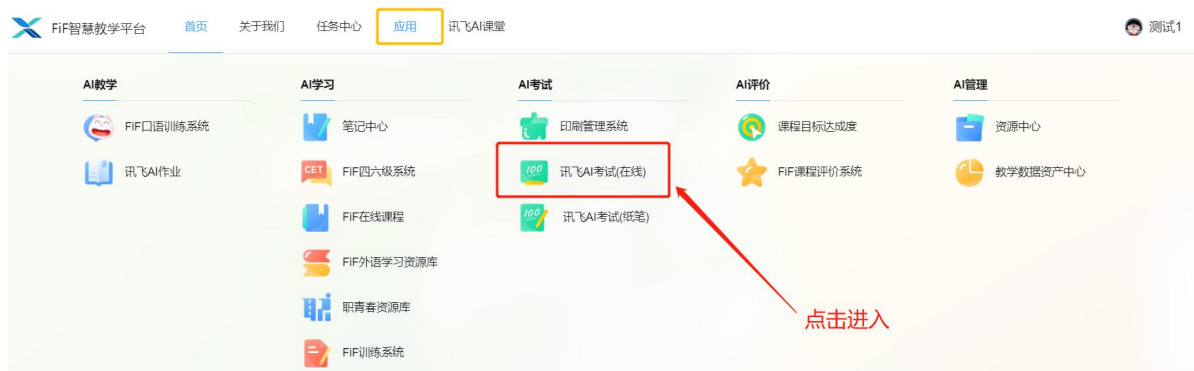 FiF智慧教学平台 首页 关于我们 任务中心 应用 讯飞AI课堂 测试1
AI教学 AI学习 AI考试 AI评价 AI管理
FIF口语训练系统 笔记中心 印刷管理系统 课程目标达成度 资源中心
讯飞AI作业 CET FIF四六级系统 100 讯飞AI考试(在线) FIF课程评价系统 教学数据资产中心
FIF在线课程 100 讯飞AI考试(纸笔)
FIF外语学习资源库
职青春资源库
点击进入
FIF训练系统